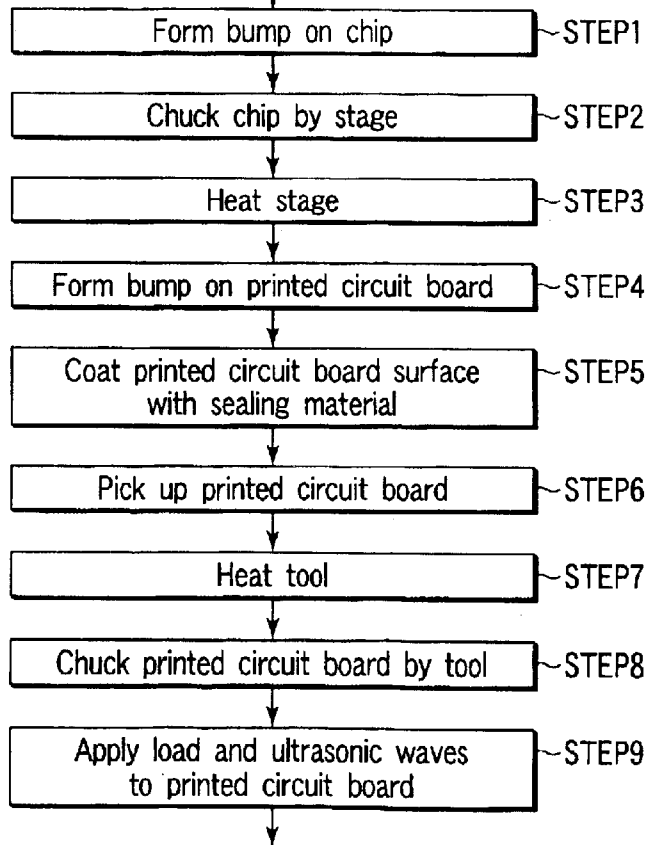 Form bump on chip STEP1
Chuck chip by stage STEP2
Heat stage STEP3
Form bump on printed circuit board STEP4
Coat printed circuit board surface STEP5
with sealing material
Pick up printed circuit board STEP6
Heat tool STEP7
Chuck printed circuit board by tool STEP8
Apply load and ultrasonic waves STEP9
to printed circuit board